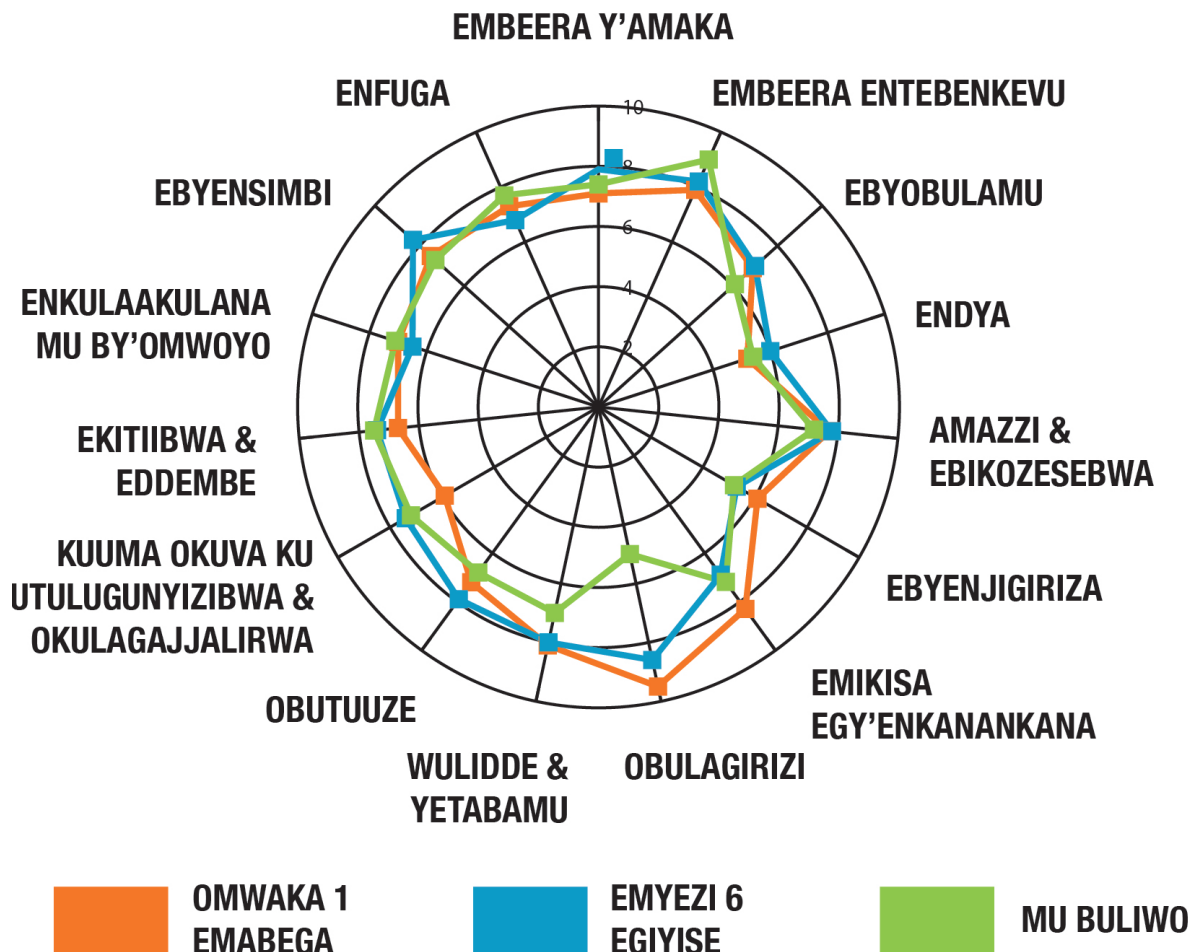 EMBEERA Y’AMAKA
ENFUGA
EMBEERA ENTEBENKEVU
10
8
6
4
2
EBYENSIMBI
EBYOBULAMU
ENKULAAKULANA
MU BY’OMWOYO
ENDYA
EKITIIBWA &
EDDEMBE
AMAZZI &
EBIKOZESEBWA
KUUMA OKUVA KU
UTULUGUNYIZIBWA &
OKULAGAJJALIRWA
EBYENJIGIRIZA
OBUTUUZE
EMIKISA
EGY’ENKANANKANA
WULIDDE &
YETABAMU
OBULAGIRIZI
OMWAKA 1
EMABEGA
EMYEZI 6
EGIYISE
MU BULIWO